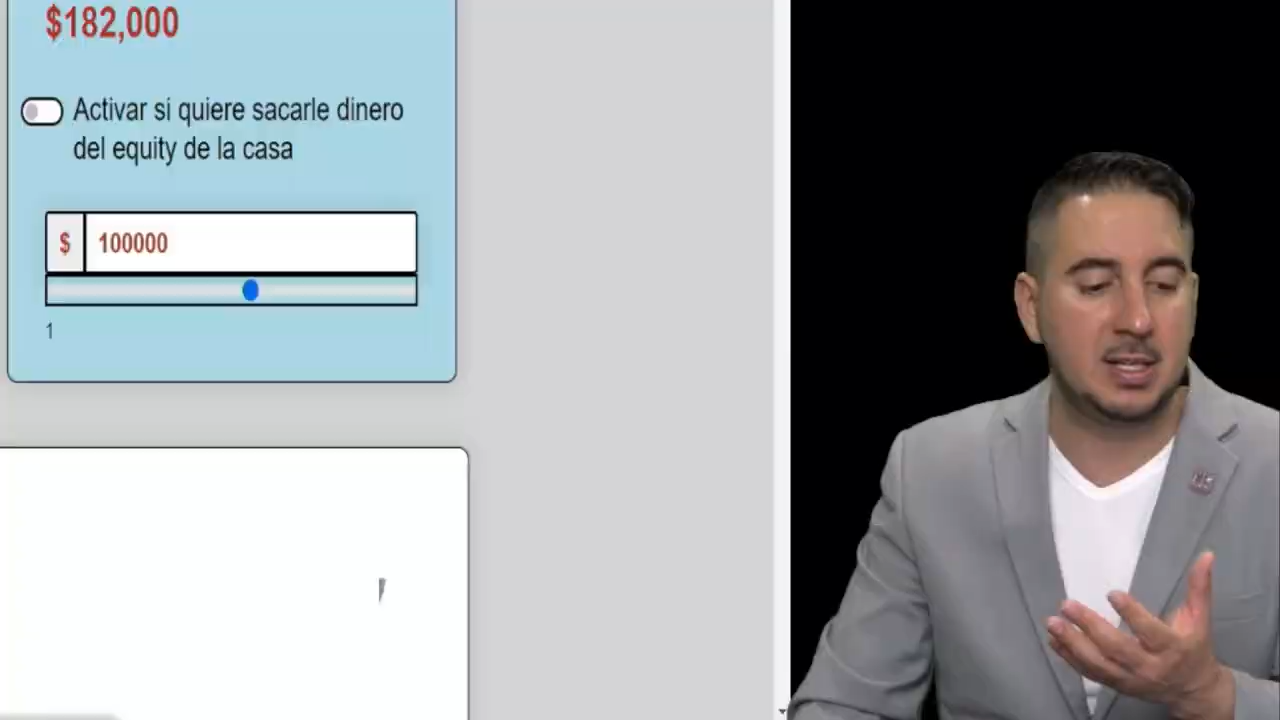 $182,000
Activar si quiere sacarle dinero
del equity de la casa
$ 100000
1